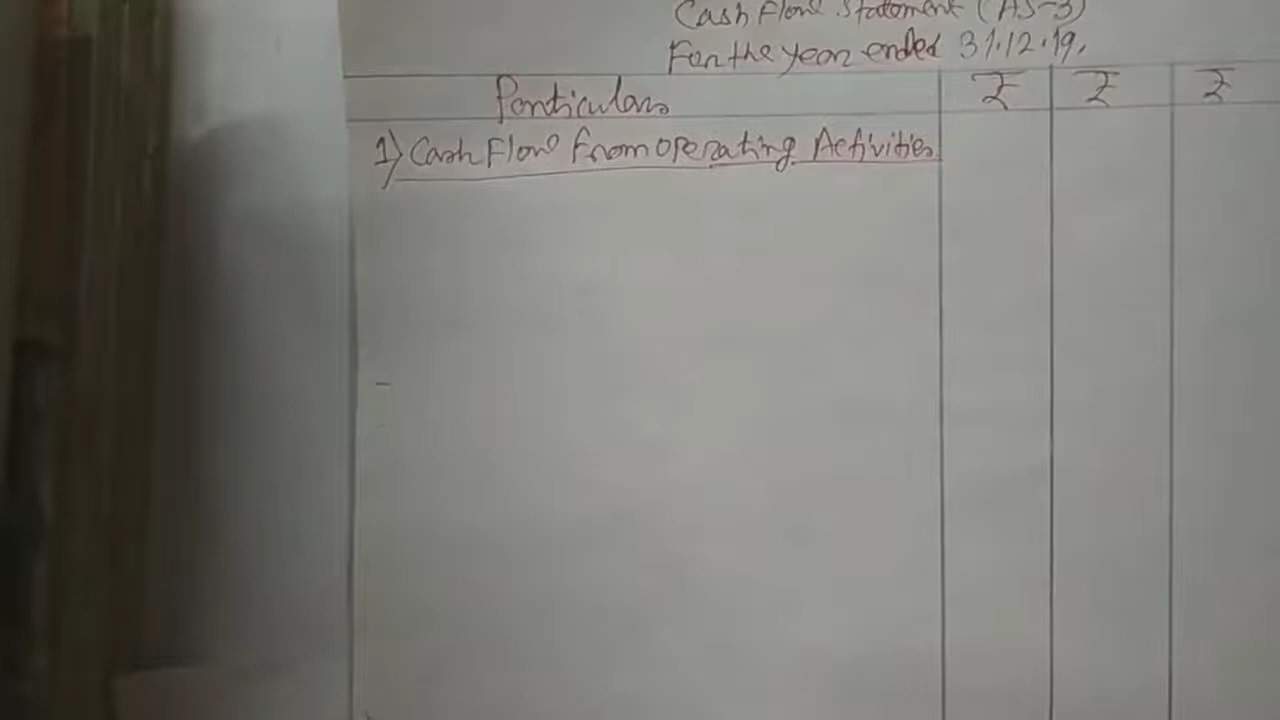 Cash Flow Statement (AS-3)
For the year ended 31.12.19.
Particulars ₹ ₹ ₹
1) Cash Flow from operating Activities